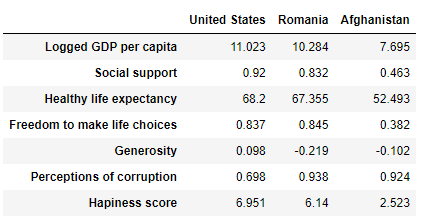 United States Romania Afghanistan
Logged GDP per capita 11.023 10.284 7.695
Social support 0.92 0.832 0.463
Healthy life expectancy 68.2 67.355 52.493
Freedom to make life choices 0.837 0.845 0.382
Generosity 0.098 -0.219 -0.102
Perceptions of corruption 0.698 0.938 0.924
Hapiness score 6.951 6.14 2.523